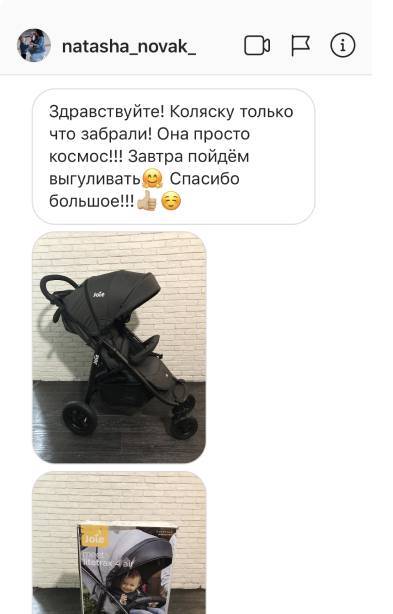 natasha_novak_
Здравствуйте! Коляску только
что забрали! Она просто
космос!!! Завтра пойдём
выгуливать🤗 Спасибо
большое!!!👍🏼☺️
Joie
Joie
Joie
meet
litetrax 4 air